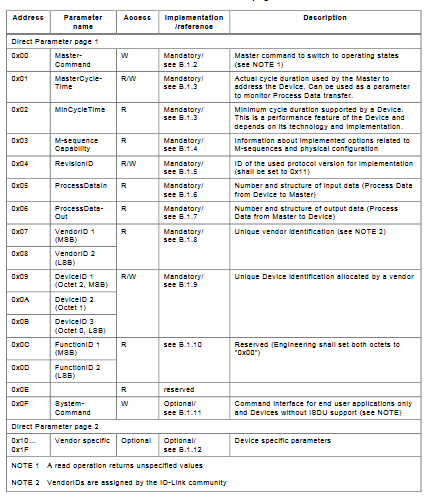 Address Parameter name Access Implementation /reference Description
Direct Parameter page 1
0x00 Master-Command W Mandatory/ see B.1.2 Master command to switch to operating states (see NOTE 1)
0x01 MasterCycle-Time R/W Mandatory/ see B.1.3 Actual cycle duration used by the Master to address the Device. Can be used as a parameter to monitor Process Data transfer.
0x02 MinCycleTime R Mandatory/ see B.1.3 Minimum cycle duration supported by a Device. This is a performance feature of the Device and depends on its technology and implementation.
0x03 M-sequence Capability R Mandatory/ see B.1.4 Information about implemented options related to M-sequences and physical configuration
0x04 RevisionID R/W Mandatory/ see B.1.5 ID of the used protocol version for implementation (shall be set to 0x11)
0x05 ProcessDataIn R Mandatory/ see B.1.6 Number and structure of input data (Process Data from Device to Master)
0x06 ProcessData-Out R Mandatory/ see B.1.7 Number and structure of output data (Process Data from Master to Device)
0x07 VendorID 1 (MSB) R Mandatory/ see B.1.8 Unique vendor identification (see NOTE 2)
0x08 VendorID 2 (LSB)
0x09 DeviceID 1 (Octet 2, MSB) R/W Mandatory/ see B.1.9 Unique Device identification allocated by a vendor
0x0A DeviceID 2 (Octet 1)
0x0B DeviceID 3 (Octet 0, LSB)
0x0C FunctionID 1 (MSB) R see B.1.10 Reserved (Engineering shall set both octets to "0x00")
0x0D FunctionID 2 (LSB)
0x0E R reserved
0x0F System-Command W Optional/ see B.1.11 Command interface for end user applications only and Devices without ISDU support (see NOTE)
Direct Parameter page 2
0x10... 0x1F Vendor specific Optional Optional/ see B.1.12 Device specific parameters
NOTE 1 A read operation returns unspecified values
NOTE 2 VendorIDs are assigned by the IO-Link community